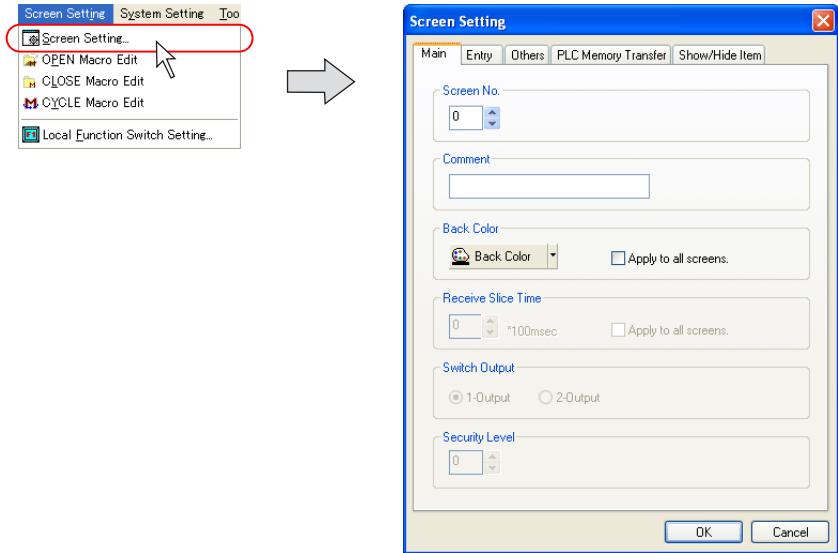 Screen Setting System Setting Too
Screen Setting...
OPEN Macro Edit
CLOSE Macro Edit
CYCLE Macro Edit
F1 Local Function Switch Setting...
Screen Setting
Main Entry Others PLC Memory Transfer Show/Hide Item
Screen No.
0
Comment
Back Color
Back Color Apply to all screens.
Receive Slice Time
0 *100msec Apply to all screens.
Switch Output
1-Output 2-Output
Security Level
0
OK Cancel